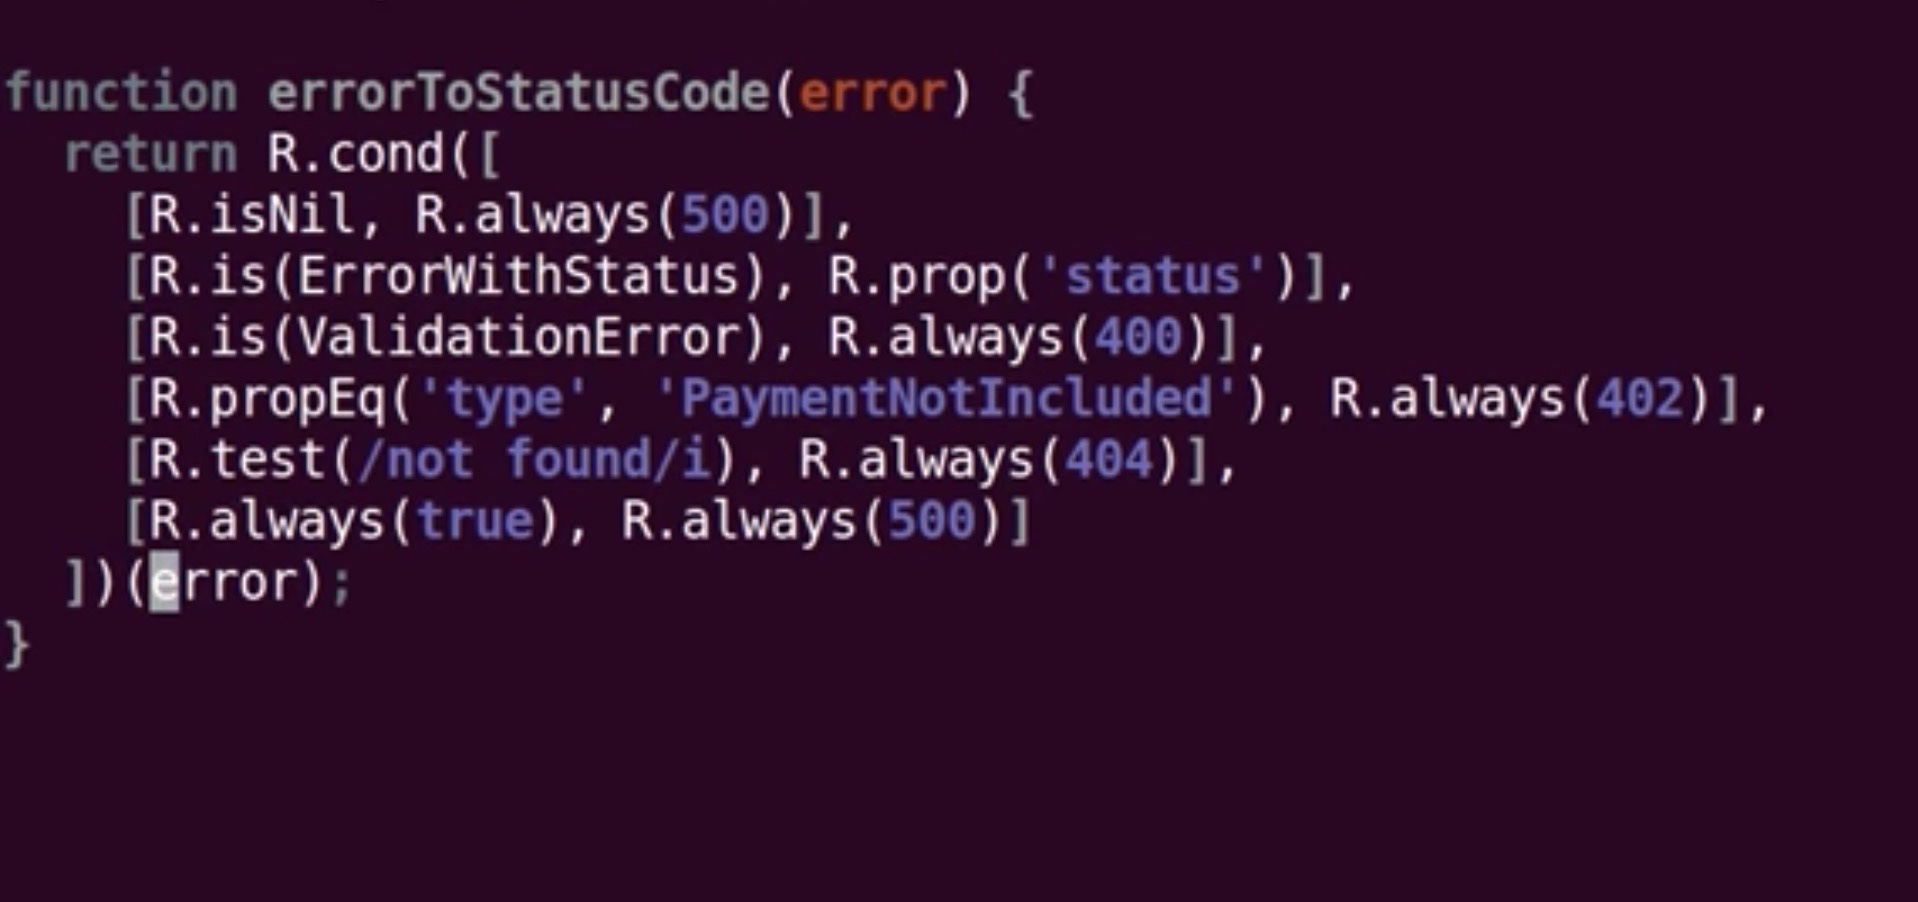 function errorToStatusCode(error) {
  return R.cond([
    [R.isNil, R.always(500)],
    [R.is(ErrorWithStatus), R.prop('status')],
    [R.is(ValidationError), R.always(400)],
    [R.propEq('type', 'PaymentNotIncluded'), R.always(402)],
    [R.test(/not found/i), R.always(404)],
    [R.always(true), R.always(500)]
  ])(error);
}